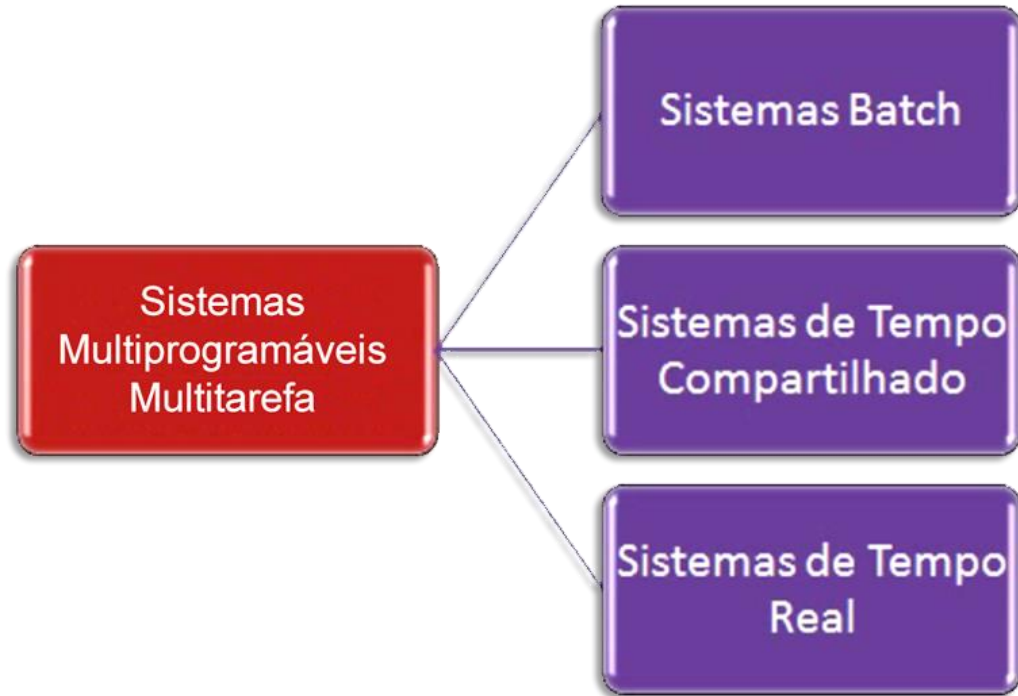 Sistemas
Multiprogramáveis
Multitarefa
Sistemas Batch
Sistemas de Tempo
Compartilhado
Sistemas de Tempo
Real